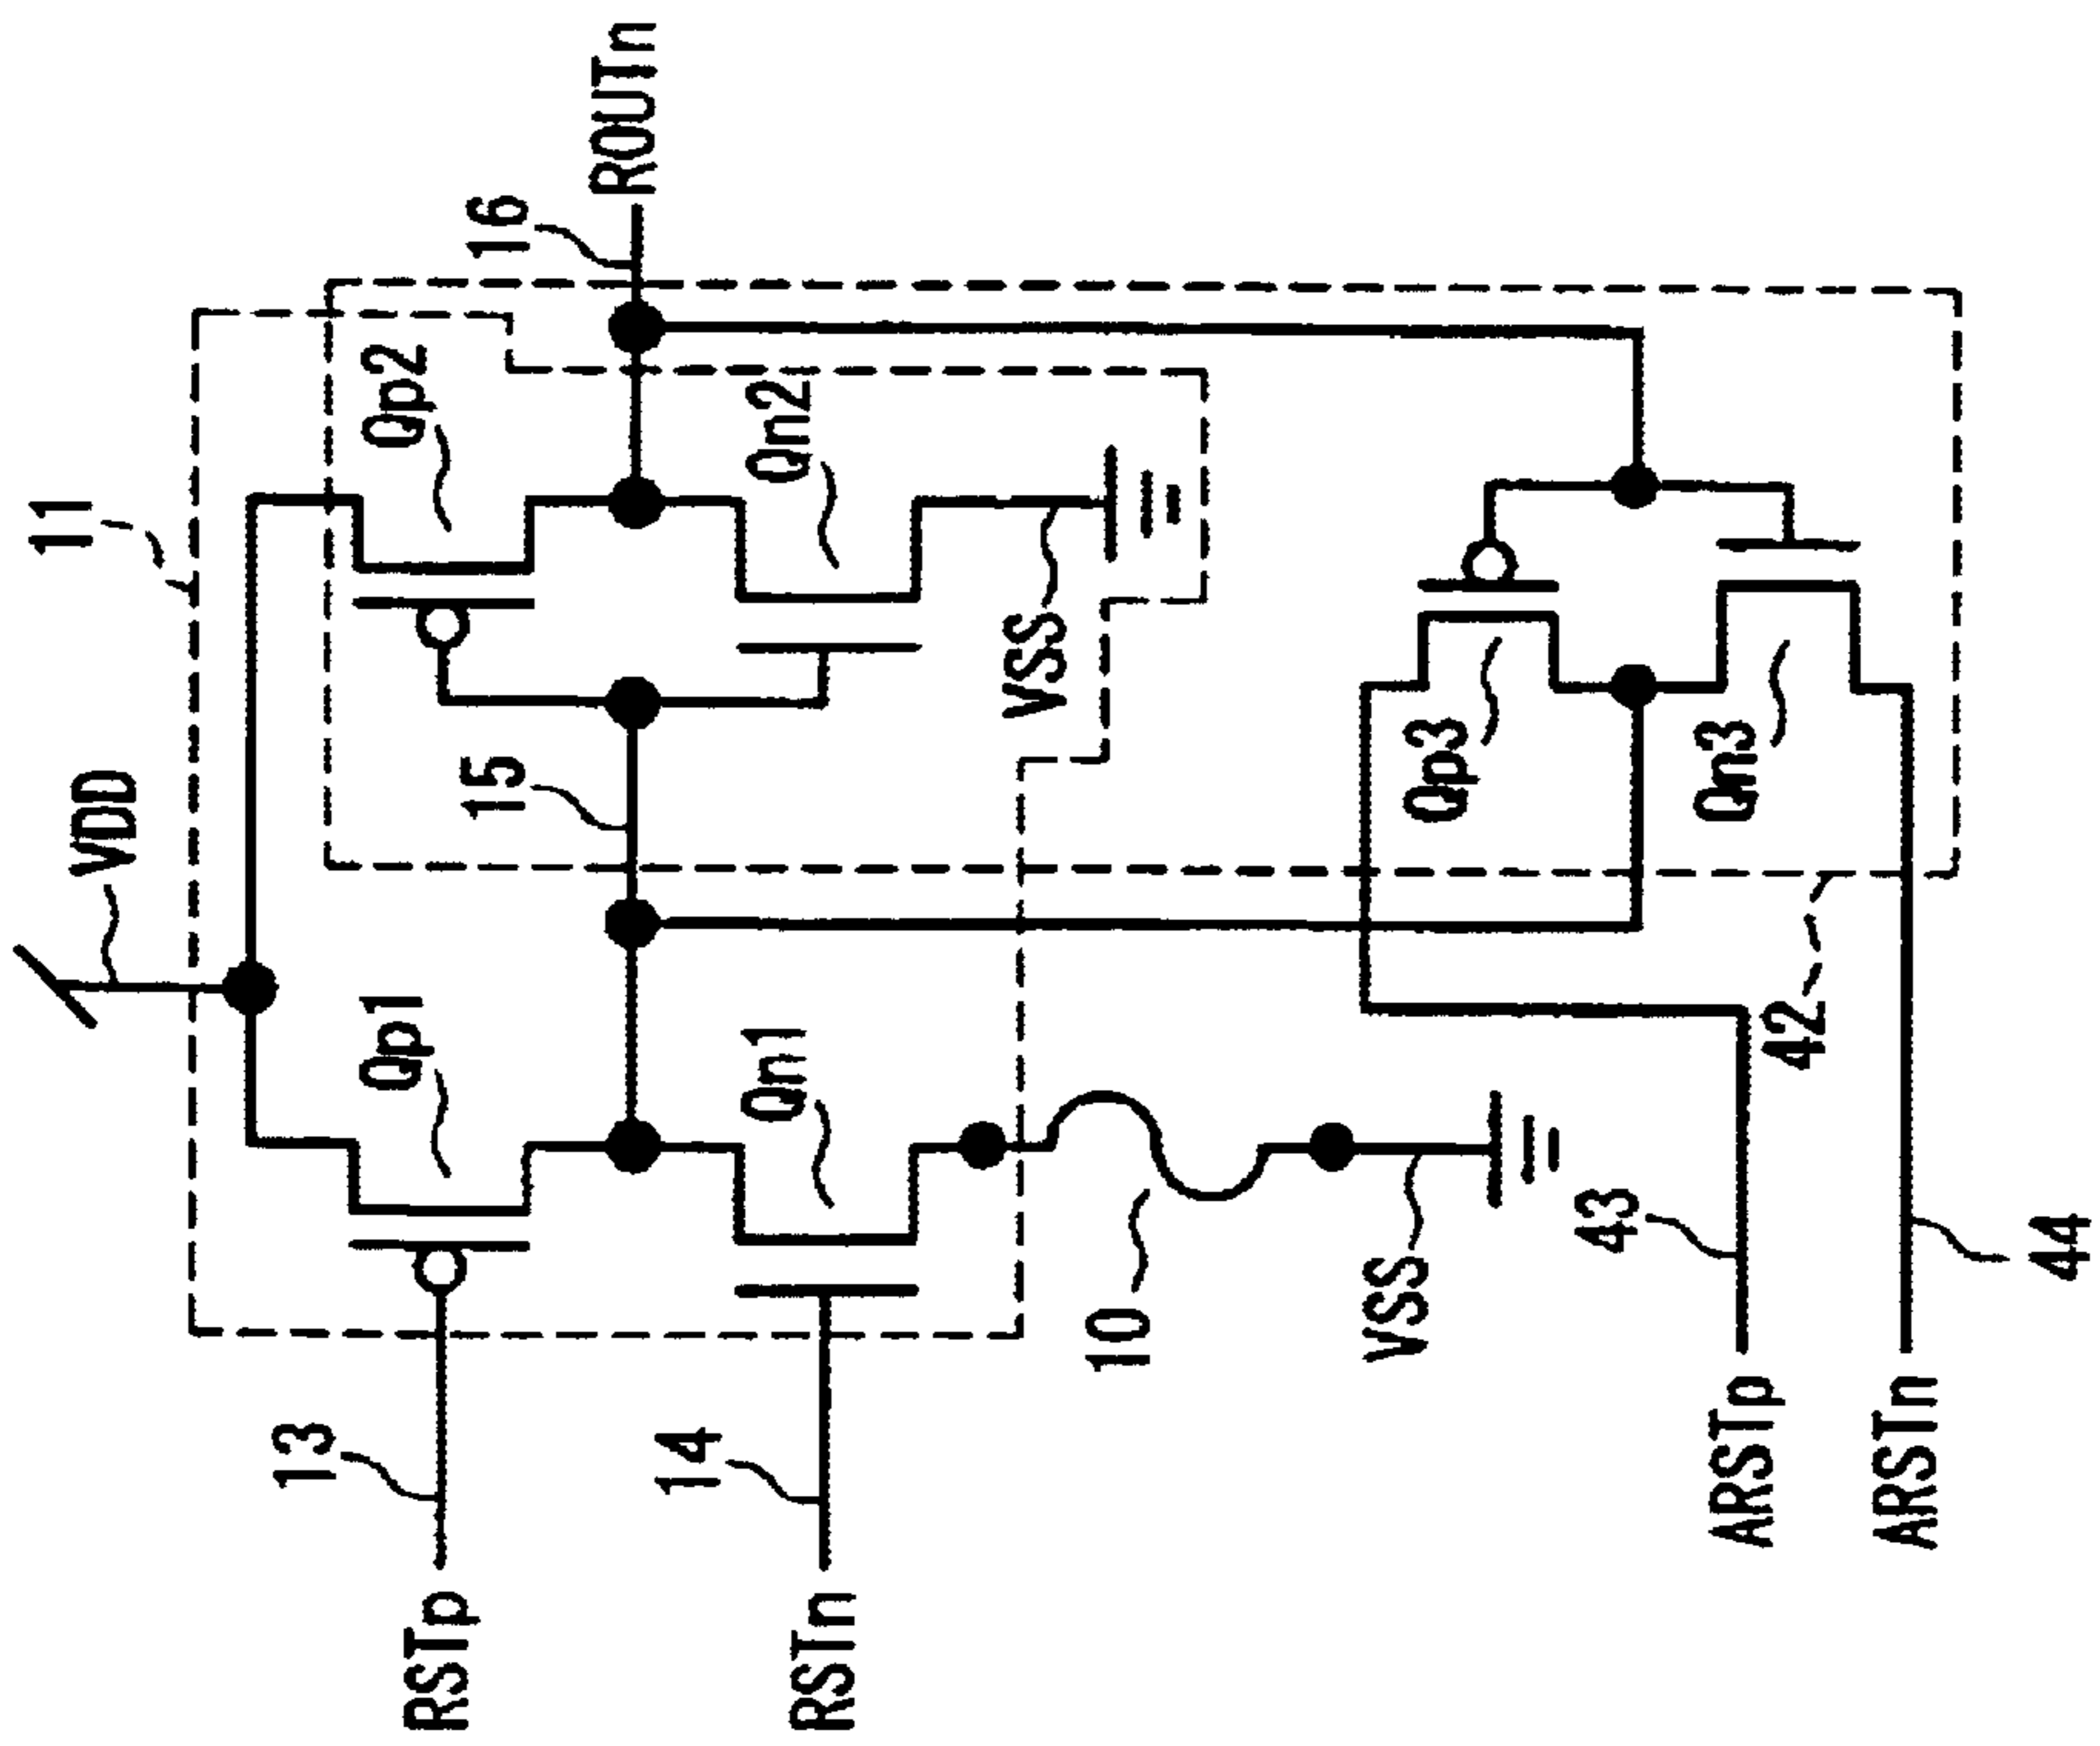 11
VDD
Qp1
Qp2
16
ROUTn
15
13
RSTp
Qn1
Qn2
14
RSTn
VSS
10
VSS
Qp3
43
Qn3
42
ARSTp
ARSTn
44